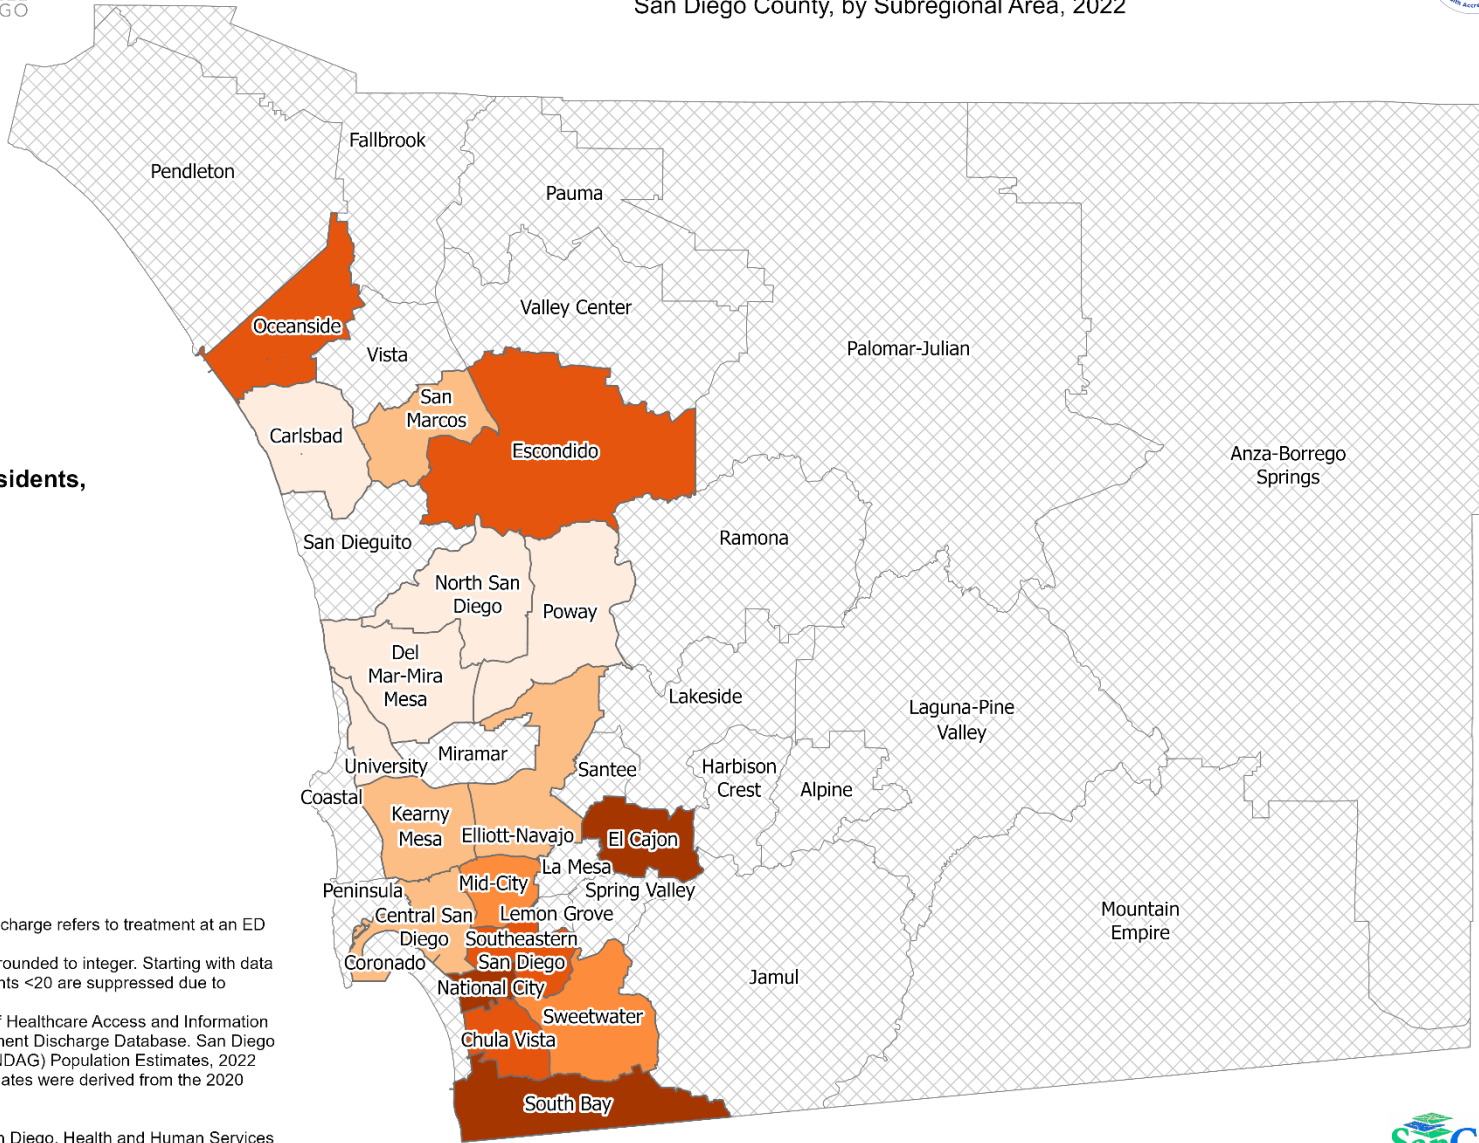 GO
San Diego County, by Subregional Area, 2022
Fallbrook
Pendleton
Pauma
Valley Center
Oceanside
Vista
Palomar-Julian
San
Marcos
Carlsbad
Escondido
Anza-Borrego
Springs
sidents,
San Dieguito
Ramona
North San
Diego
Poway
Del
Mar-Mira
Mesa
Lakeside
Laguna-Pine
Valley
Miramar
University
Santee
Harbison
Crest
Alpine
Coastal
Kearny
Mesa
Elliott-Navajo
El Cajon
La Mesa
Mid-City
Spring Valley
Peninsula
Central San
Diego
Lemon Grove
Mountain
Empire
Southeastern
San Diego
Coronado
National City
Jamul
Sweetwater
Chula Vista
South Bay
charge refers to treatment at an ED
rounded to integer. Starting with data
nts <20 are suppressed due to
f Healthcare Access and Information
nent Discharge Database. San Diego
NDAG) Population Estimates, 2022
ates were derived from the 2020
n Diego, Health and Human Services